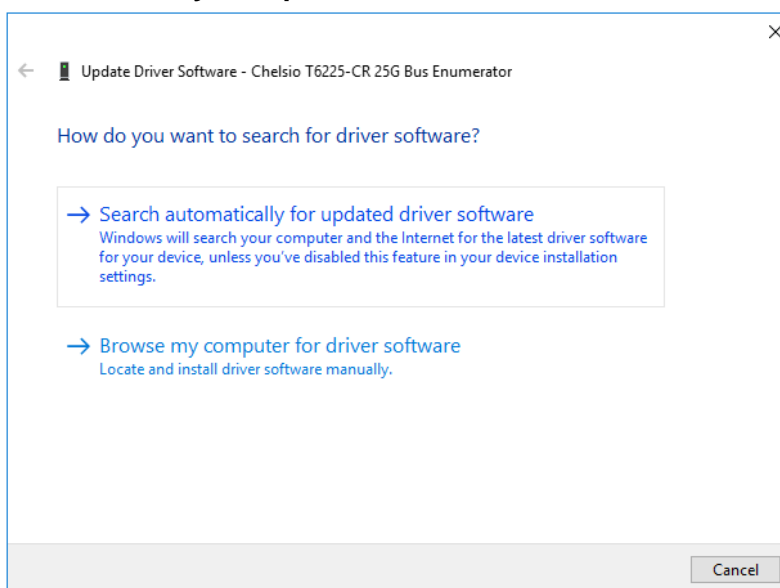 Update Driver Software - Chelsio T6225-CR 25G Bus Enumerator
How do you want to search for driver software?
Search automatically for updated driver software
Windows will search your computer and the Internet for the latest driver software
for your device, unless you've disabled this feature in your device installation
settings.
Browse my computer for driver software
Locate and install driver software manually.
Cancel